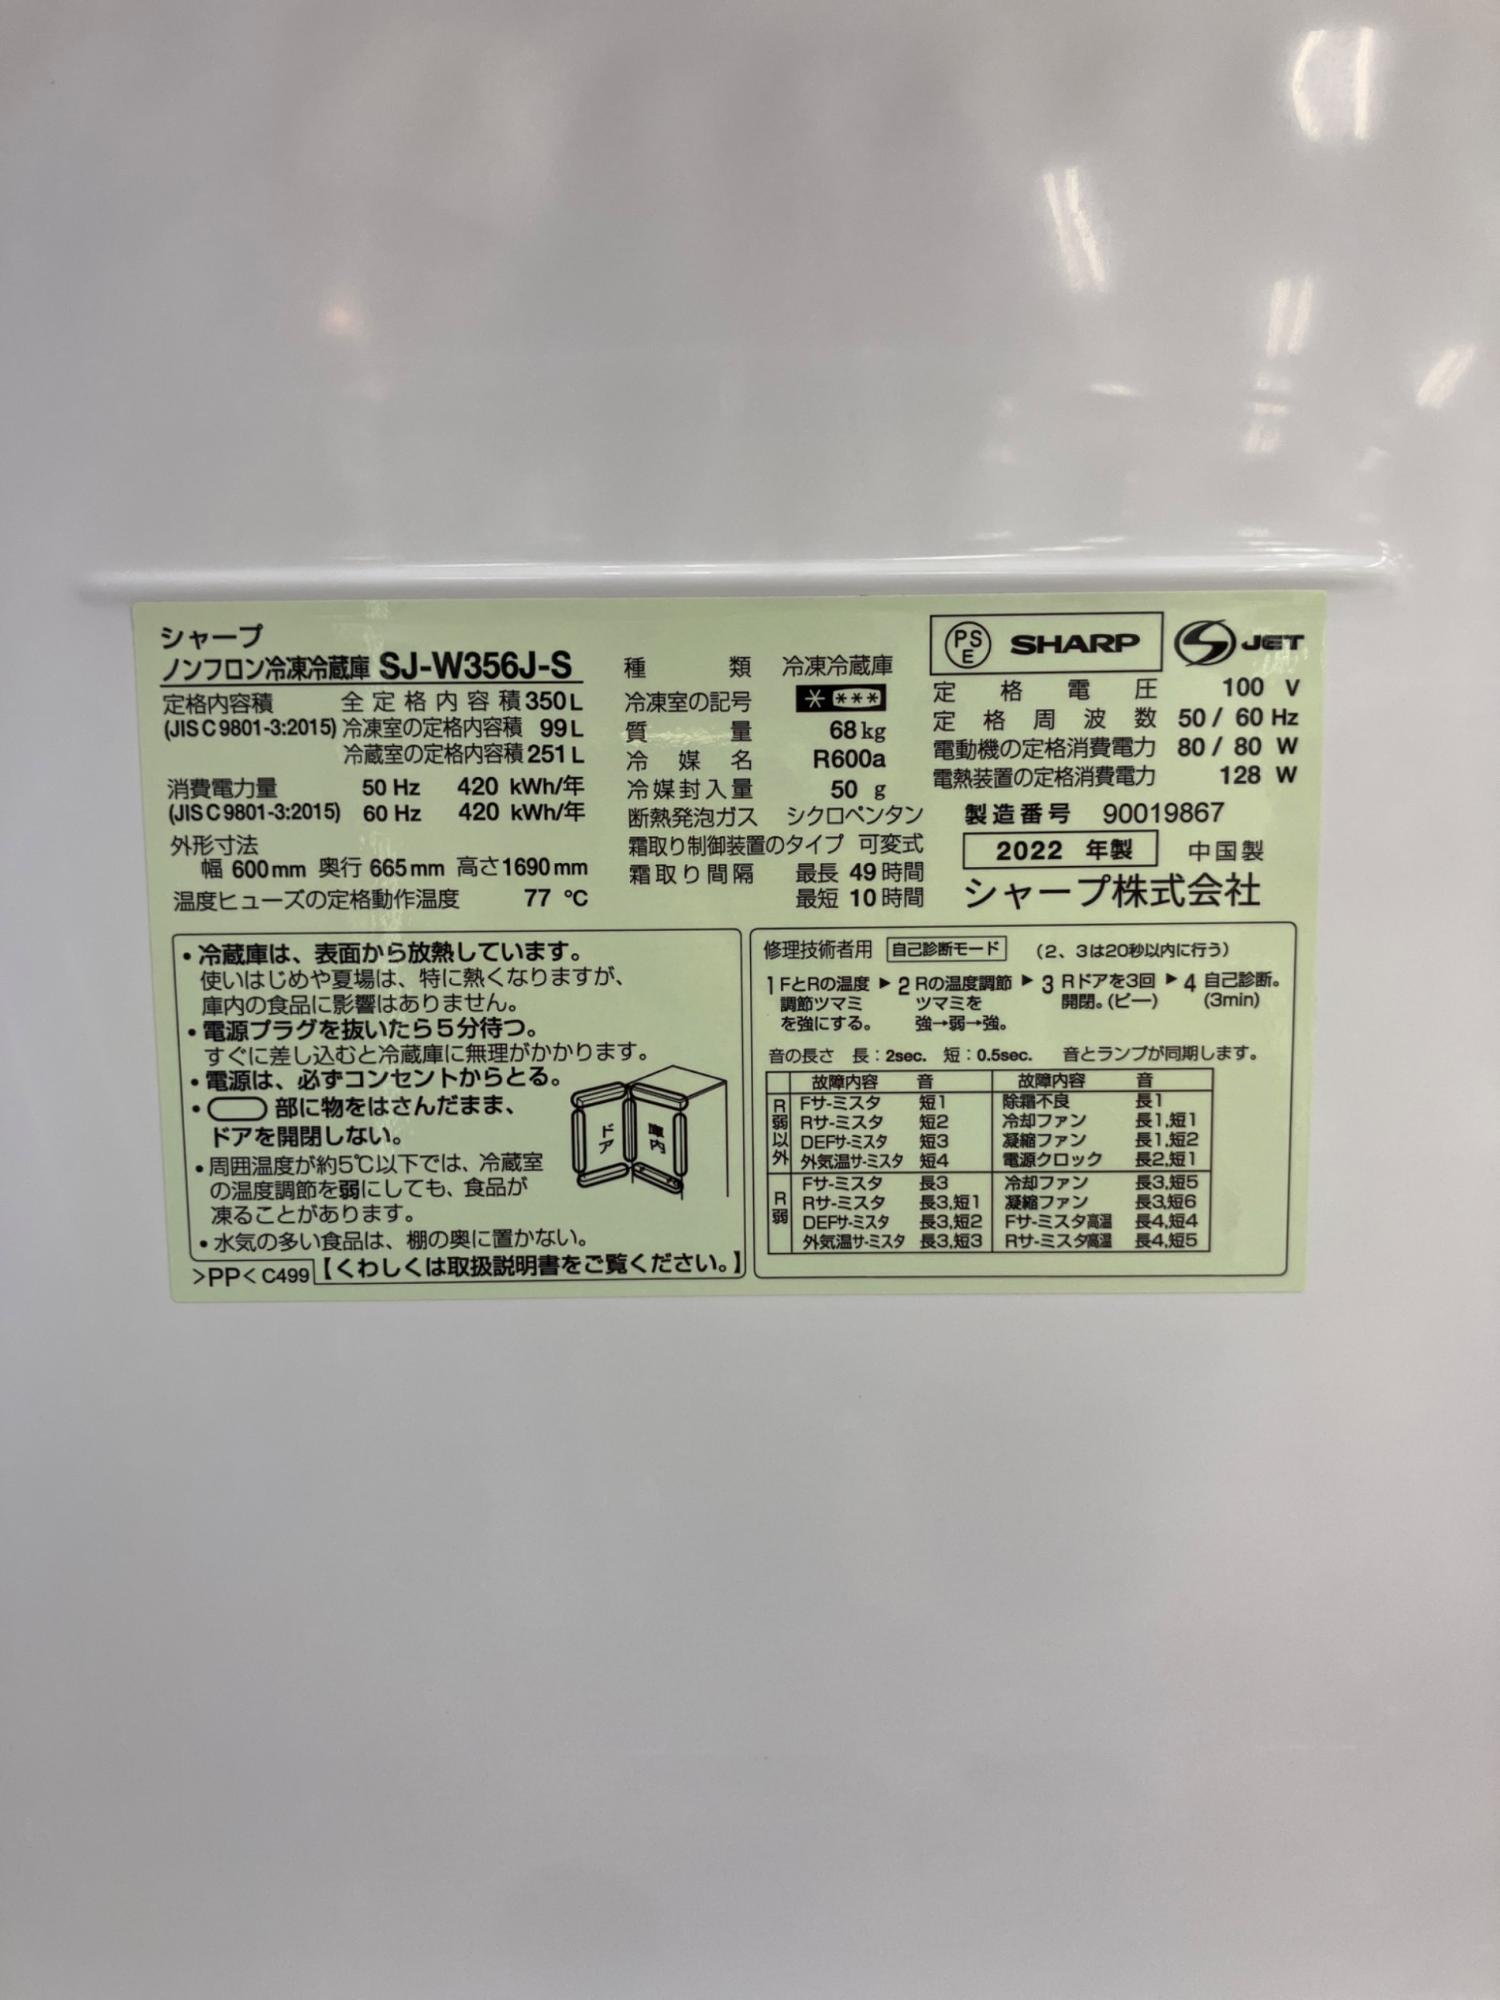 シャープ
ノンフロン冷凍冷蔵庫 SJ-W356J-S
定格内容積 全定格内容積 350L
(JIS C 9801-3:2015) 冷凍室の定格内容積 99L
冷蔵室の定格内容積 251L
消費電力量 50 Hz 420 kWh/年
(JIS C 9801-3:2015) 60 Hz 420 kWh/年
外形寸法
幅 600mm 奥行 665mm 高さ1690mm
温度ヒューズの定格動作温度 77 ℃
種類 冷凍冷蔵庫
冷凍室の記号 * ***
質量 68kg
冷媒名 R600a
冷媒封入量 50 g
断熱発泡ガス シクロペンタン
霜取り制御装置のタイプ 可変式
霜取り間隔 最長 49時間
最短 10時間
PSE SHARP JET
定格電圧 100 V
定格周波数 50 / 60 Hz
電動機の定格消費電力 80 / 80 W
電熱装置の定格消費電力 128 W
製造番号 90019867
2022 年製 中国製
シャープ株式会社
・冷蔵庫は、表面から放熱しています。
使いはじめや夏場は、特に熱くなりますが、
庫内の食品に影響はありません。
・電源プラグを抜いたら5分待つ。
すぐに差し込むと冷蔵庫に無理がかかります。
・電源は、必ずコンセントからとる。
・部に物をはさんだまま、
ドアを開閉しない。
・周囲温度が約5℃以下では、冷蔵室
の温度調節を弱にしても、食品が
凍ることがあります。
・水気の多い食品は、棚の奥に置かない。
【くわしくは取扱説明書をご覧ください。】
>PP< C499
ドア
庫内
修理技術者用 自己診断モード (2、3は20秒以内に行う)
1 FとRの温度 ▶ 2 Rの温度調節 ▶ 3 Rドアを3回 ▶ 4 自己診断。
調節ツマミ ツマミを 開閉。(ピー) (3min)
を強にする。 強→弱→強。
音の長さ 長:2sec. 短:0.5sec. 音とランプが同期します。
故障内容 音 故障内容 音
R弱以外 Fサ-ミスタ 短1 除霜不良 長1
Rサ-ミスタ 短2 冷却ファン 長1,短1
DEFサ-ミスタ 短3 凝縮ファン 長1,短2
外気温サ-ミスタ 短4 電源クロック 長2,短1
R弱 Fサ-ミスタ 長3 冷却ファン 長3,短5
Rサ-ミスタ 長3,短1 凝縮ファン 長3,短6
DEFサ-ミスタ 長3,短2 Fサ-ミスタ高温 長4,短4
外気温サ-ミスタ 長3,短3 Rサ-ミスタ高温 長4,短5